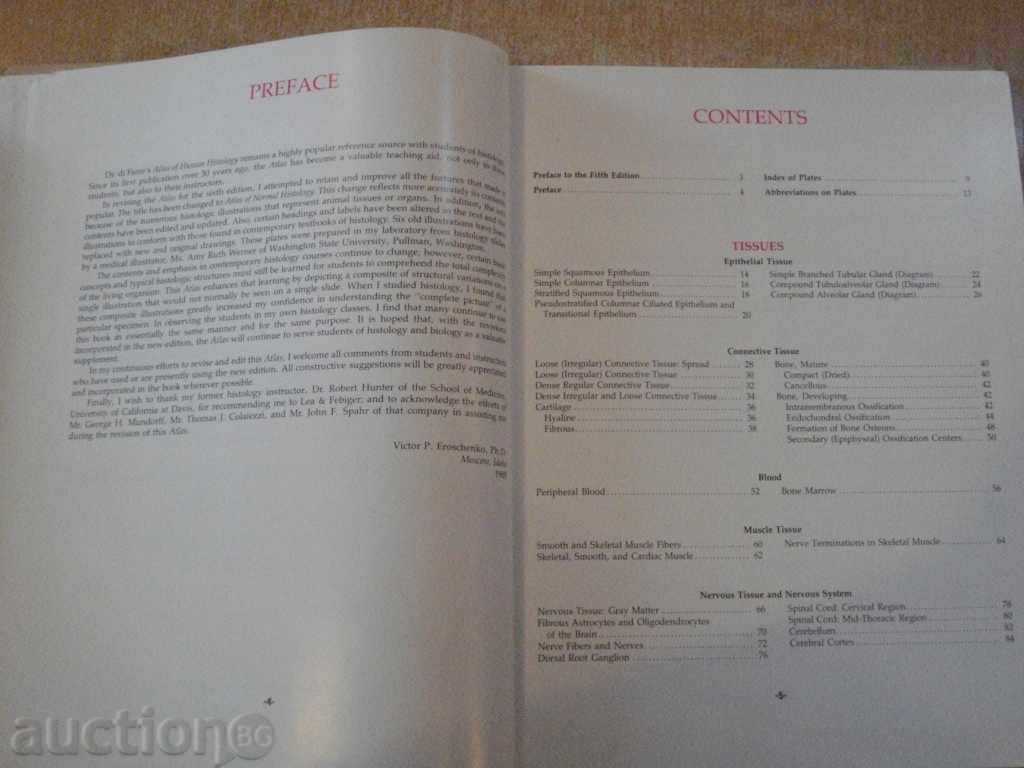 PREFACE
Dr. di Fiore's Atlas of Human Histology remains a highly popular reference source with students of histology.
Since its first publication over 30 years ago, the Atlas has become a valuable teaching aid, not only to these
students, but also to their instructors.
In revising the Atlas for the sixth edition, I attempted to retain and improve all the features that made it
popular. The title has been changed to Atlas of Normal Histology. This change reflects more accurately its contents
because of the numerous histologic illustrations that represent animal tissues or organs. In addition, the
contents have been edited and updated. Also, certain headings and labels have been altered in the text and the
illustrations to conform with those found in contemporary textbooks of histology. Six old illustrations have been
replaced with new and original drawings. These plates were prepared in my laboratory from histology slides
by a medical illustrator, Ms. Amy Ruth Werner of Washington State University, Pullman, Washington.
The contents and emphasis in contemporary histology courses continue to change; however, certain basic
concepts and typical histologic structures must still be learned for students to comprehend the total complexity
of the living organism. This Atlas enhances that learning by depicting a composite of structural variations on a
single illustration that would not normally be seen on a single slide. When I studied histology, I found that
these composite illustrations greatly increased my confidence in understanding the "complete picture" of a
particular specimen. In observing the students in my own histology classes, I find that many continue to use
this book in essentially the same manner and for the same purpose. It is hoped that, with the revisions
incorporated in the new edition, the Atlas will continue to serve students of histology and biology as a valuable
supplement.
In my continuous efforts to revise and edit this Atlas, I welcome all comments from students and instructors
who have used or are presently using the new edition. All constructive suggestions will be greatly appreciated
and incorporated in the book wherever possible.
Finally, I wish to thank my former histology instructor, Dr. Robert Hunter of the School of Medicine,
University of California at Davis, for recommending me to Lea & Febiger; and to acknowledge the efforts of
Mr. George H. Mundorff, Mr. Thomas J. Colaiezzi, and Mr. John F. Spahr of that company in assisting me
during the revision of this Atlas.
Victor P. Eroschenko, Ph.D.
Moscow, Idaho
1985
CONTENTS
Preface to the Fifth Edition 3
Preface 4
Index of Plates 9
Abbreviations on Plates 13
TISSUES
Epithelial Tissue
Simple Squamous Epithelium 14
Simple Columnar Epithelium 16
Stratified Squamous Epithelium 18
Pseudostratified Columnar Ciliated Epithelium and
Transitional Epithelium 20
Simple Branched Tubular Gland (Diagram) 22
Compound Tubuloalveolar Gland (Diagram) 24
Compound Alveolar Gland (Diagram) 26
Connective Tissue
Loose (Irregular) Connective Tissue: Spread 28
Loose (Irregular) Connective Tissue 30
Dense Regular Connective Tissue 32
Dense Irregular and Loose Connective Tissue 34
Cartilage 36
Hyaline 36
Fibrous 38
Bone, Mature 40
Compact (Dried) 40
Cancellous 42
Bone, Developing 42
Intramembranous Ossification 42
Endochondral Ossification 44
Formation of Bone Osteons 48
Secondary (Epiphyseal) Ossification Centers 50
Blood
Peripheral Blood 52
Bone Marrow 56
Muscle Tissue
Smooth and Skeletal Muscle Fibers 60
Skeletal, Smooth, and Cardiac Muscle 62
Nerve Terminations in Skeletal Muscle 64
Nervous Tissue and Nervous System
Nervous Tissue: Gray Matter 66
Fibrous Astrocytes and Oligodendrocytes
of the Brain 70
Nerve Fibers and Nerves 72
Dorsal Root Ganglion 76
Spinal Cord: Cervical Region 78
Spinal Cord: Mid-Thoracic Region 80
Cerebellum 82
Cerebral Cortex 84
5
auction BG